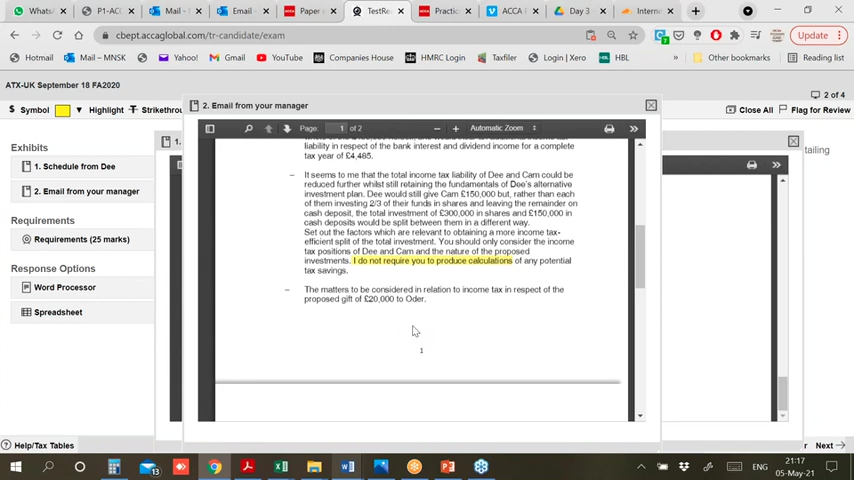 WhatsA
P1-AC
Mail -
Email -
Paper
TestRe
Practic
ACCA P
Day 3
Intern
cbept.accaglobal.com/tr-candidate/exam
Update
Hotmail
Mail – MNSK
YouTube
Gmail
Companies House
HMRC Login
Taxfiler
Login | Xero
HBL
Other bookmarks
Reading list
ATX-UK September 18 FA2020
2 of 4
Symbol
Highlight
Strikethrou
Close All
Flag for Review
Exhibits
1. Schedule from Dee
2. Email from your manager
Requirements
Requirements (25 marks)
Response Options
Word Processor
Spreadsheet
1.
2. Email from your manager
Page: 1 of 2
Automatic Zoom
liability in respect of the bank interest and dividend income for a complete
tax year of £4,485.
– It seems to me that the total income tax liability of Dee and Cam could be
reduced further whilst still retaining the fundamentals of Dee's alternative
investment plan. Dee would still give Cam £150,000 but, rather than each
of them investing 2/3 of their funds in shares and leaving the remainder on
cash deposit, the total investment of £300,000 in shares and £150,000 in
cash deposits would be split between them in a different way.
Set out the factors which are relevant to obtaining a more income tax-
efficient split of the total investment. You should only consider the income
tax positions of Dee and Cam and the nature of the proposed
investments. I do not require you to produce calculations of any potential
tax savings.
– The matters to be considered in relation to income tax in respect of the
proposed gift of £20,000 to Oder.
1
tailing
Help/Tax Tables
Next
13
ENG
21:17
05-May-21